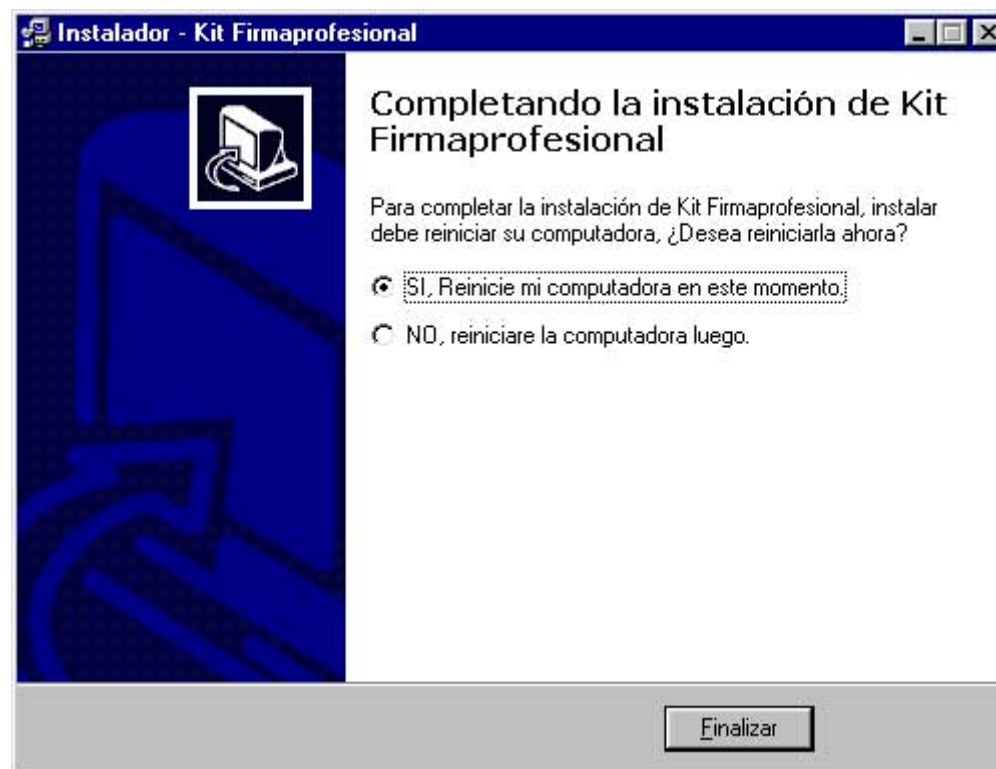 Instalador - Kit Firmaprofesional
Completando la instalación de Kit
Firmaprofesional
Para completar la instalación de Kit Firmaprofesional, instalar
debe reiniciar su computadora, ¿Desea reiniciarla ahora?
SI, Reinicie mi computadora en este momento.
NO, reiniciare la computadora luego.
Finalizar